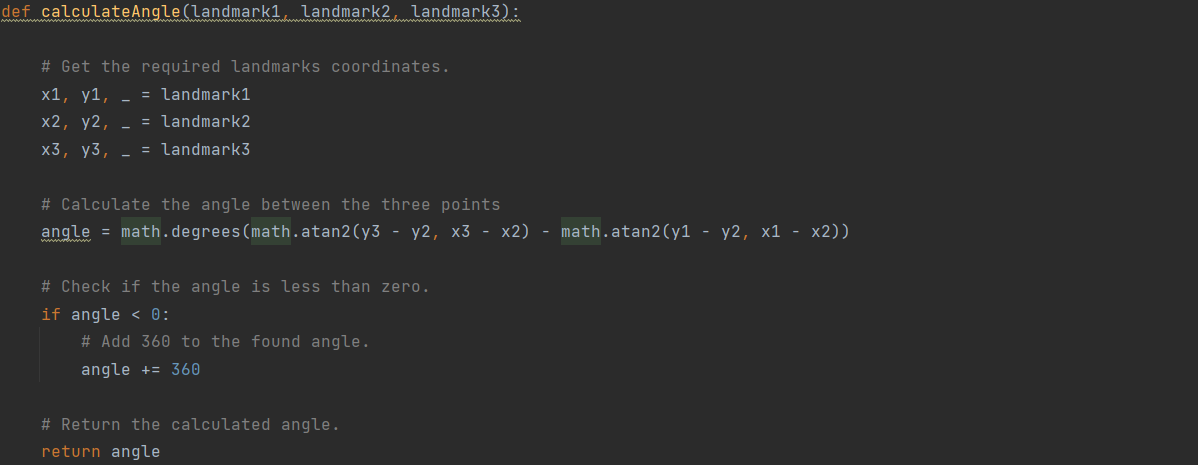 def calculateAngle(landmark1, landmark2, landmark3):
# Get the required landmarks coordinates.
x1, y1, _ = landmark1
x2, y2, _ = landmark2
x3, y3, _ = landmark3
# Calculate the angle between the three points
angle = math.degrees(math.atan2(y3 - y2, x3 - x2) - math.atan2(y1 - y2, x1 - x2))
# Check if the angle is less than zero.
if angle < 0:
# Add 360 to the found angle.
angle += 360
# Return the calculated angle.
return angle